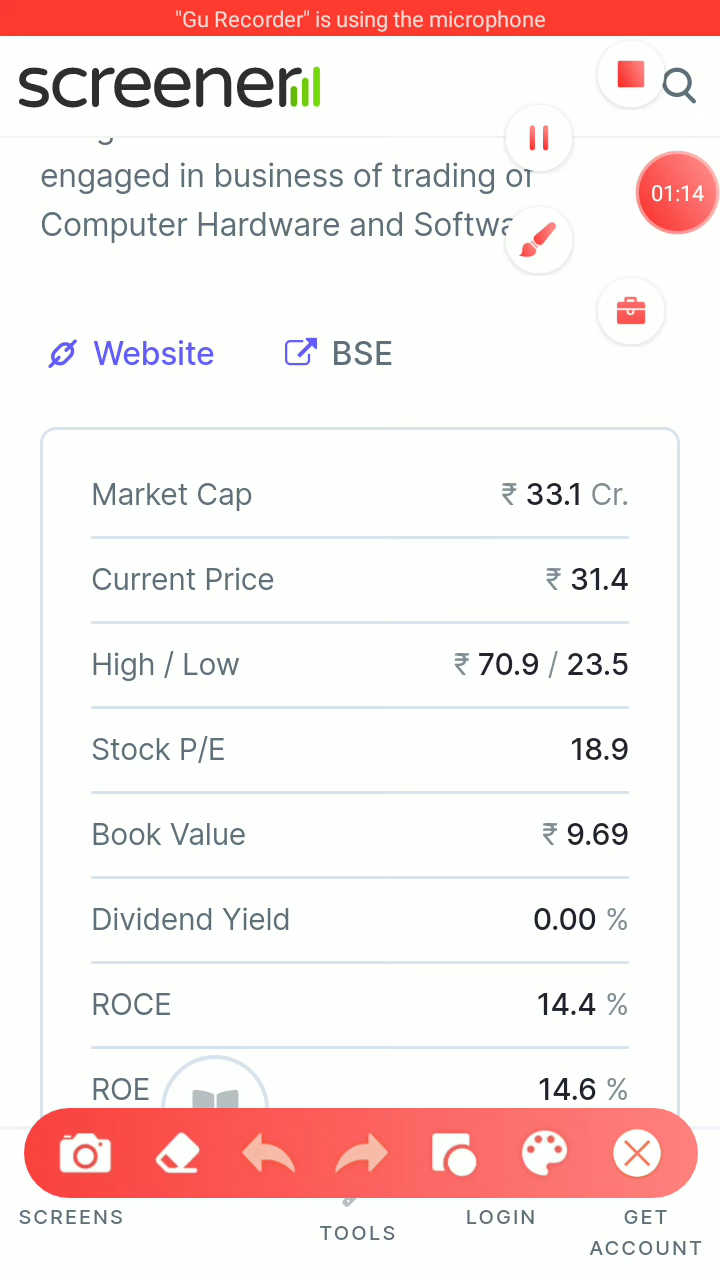 "Gu Recorder" is using the microphone
screener
engaged in business of trading of
Computer Hardware and Softwa
01:14
Website
BSE
Market Cap ₹ 33.1 Cr.
Current Price ₹ 31.4
High / Low ₹ 70.9 / 23.5
Stock P/E 18.9
Book Value ₹ 9.69
Dividend Yield 0.00 %
ROCE 14.4 %
ROE 14.6 %
SCREENS
TOOLS
LOGIN
GET
ACCOUNT